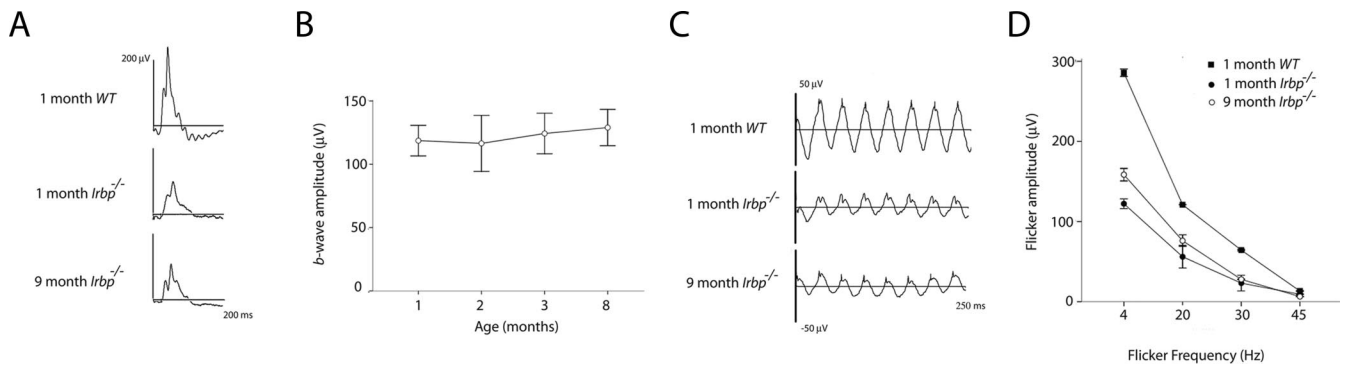 A
200 µV
1 month WT
1 month Irbp-/-
9 month Irbp-/-
200 ms
B
b-wave amplitude (µV)
150
100
50
0
1 2 3 8
Age (months)
C
50 µV
1 month WT
1 month Irbp-/-
9 month Irbp-/-
250 ms
-50 µV
D
Flicker amplitude (µV)
300
200
100
0
1 month WT
1 month Irbp-/-
9 month Irbp-/-
4 20 30 45
Flicker Frequency (Hz)